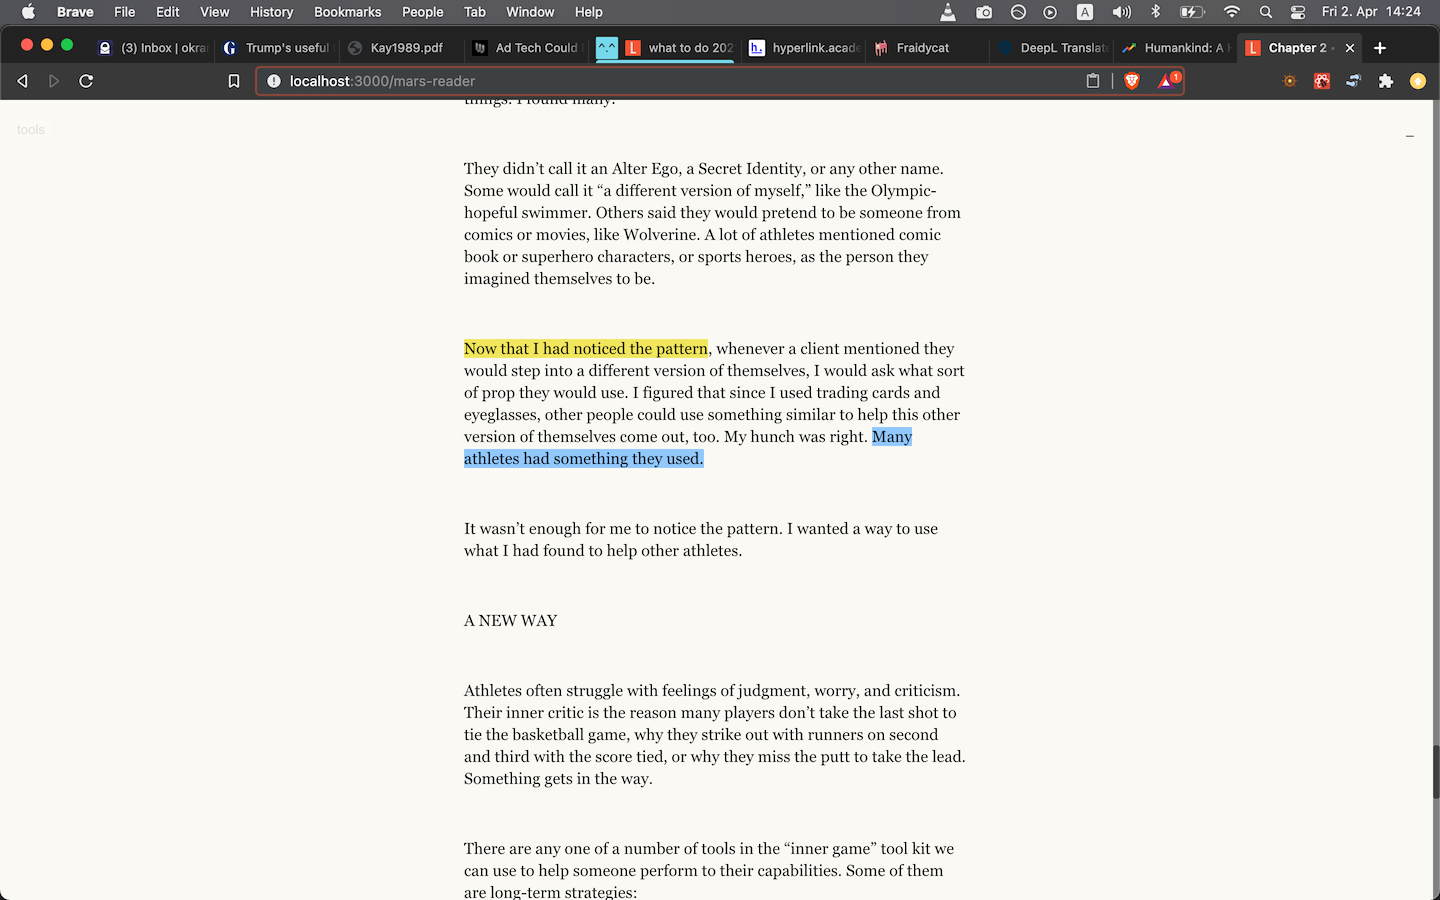 Brave File Edit View History Bookmarks People Tab Window Help A Fri 2. Apr 14:24
(3) Inbox | okra Trump's useful Kay1989.pdf Ad Tech Could ^.^ what to do 202 h. hyperlink.acade Fraidycat DeepL Translat Humankind: A H Chapter 2
localhost:3000/mars-reader 1
things. I found many.
tools
They didn’t call it an Alter Ego, a Secret Identity, or any other name.
Some would call it “a different version of myself,” like the Olympic-
hopeful swimmer. Others said they would pretend to be someone from
comics or movies, like Wolverine. A lot of athletes mentioned comic
book or superhero characters, or sports heroes, as the person they
imagined themselves to be.
Now that I had noticed the pattern, whenever a client mentioned they
would step into a different version of themselves, I would ask what sort
of prop they would use. I figured that since I used trading cards and
eyeglasses, other people could use something similar to help this other
version of themselves come out, too. My hunch was right. Many
athletes had something they used.
It wasn’t enough for me to notice the pattern. I wanted a way to use
what I had found to help other athletes.
A NEW WAY
Athletes often struggle with feelings of judgment, worry, and criticism.
Their inner critic is the reason many players don’t take the last shot to
tie the basketball game, why they strike out with runners on second
and third with the score tied, or why they miss the putt to take the lead.
Something gets in the way.
There are any one of a number of tools in the “inner game” tool kit we
can use to help someone perform to their capabilities. Some of them
are long-term strategies: